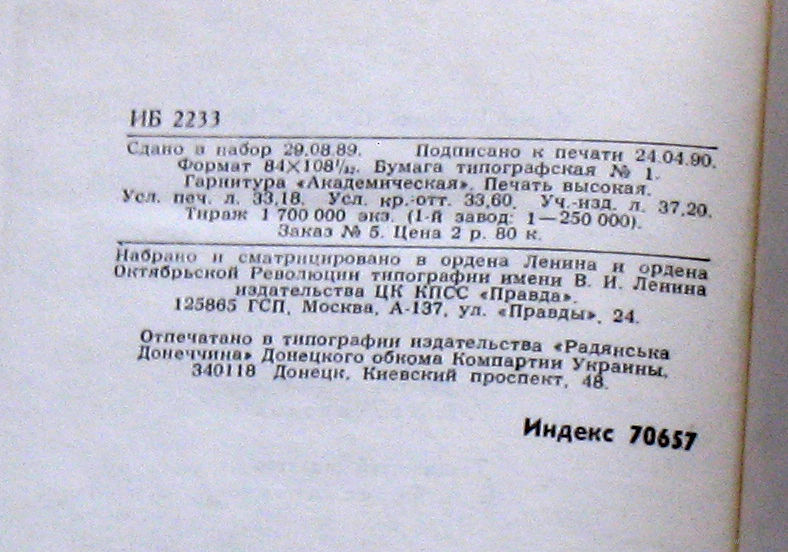 ИБ 2233
Сдано в набор 29.08.89. Подписано к печати 24.04.90.
Формат 84×108¹/₃₂. Бумага типографская № 1.
Гарнитура «Академическая». Печать высокая.
Усл. печ. л. 33,18. Усл. кр.-отт. 33,60. Уч.-изд. л. 37,20.
Тираж 1 700 000 экз. (1-й завод: 1—250 000).
Заказ № 5. Цена 2 р. 80 к.
Набрано и сматрицировано в ордена Ленина и ордена
Октябрьской Революции типографии имени В. И. Ленина
издательства ЦК КПСС «Правда».
125865 ГСП, Москва, А-137, ул. «Правды», 24.
Отпечатано в типографии издательства «Радянська
Донеччина» Донецкого обкома Компартии Украины,
340118 Донецк, Киевский проспект, 48.
Индекс 70657